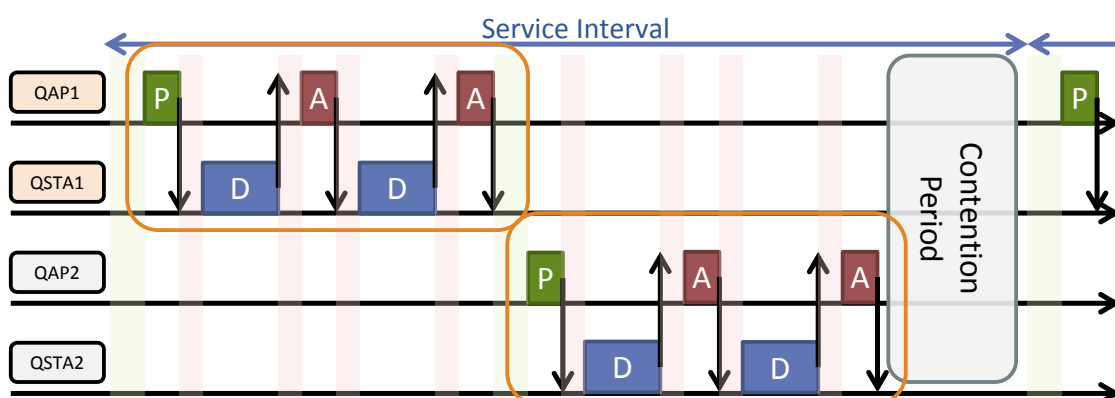 Service Interval
QAP1
P
A
A
P
QSTA1
D
D
Contention
Period
QAP2
P
A
A
QSTA2
D
D